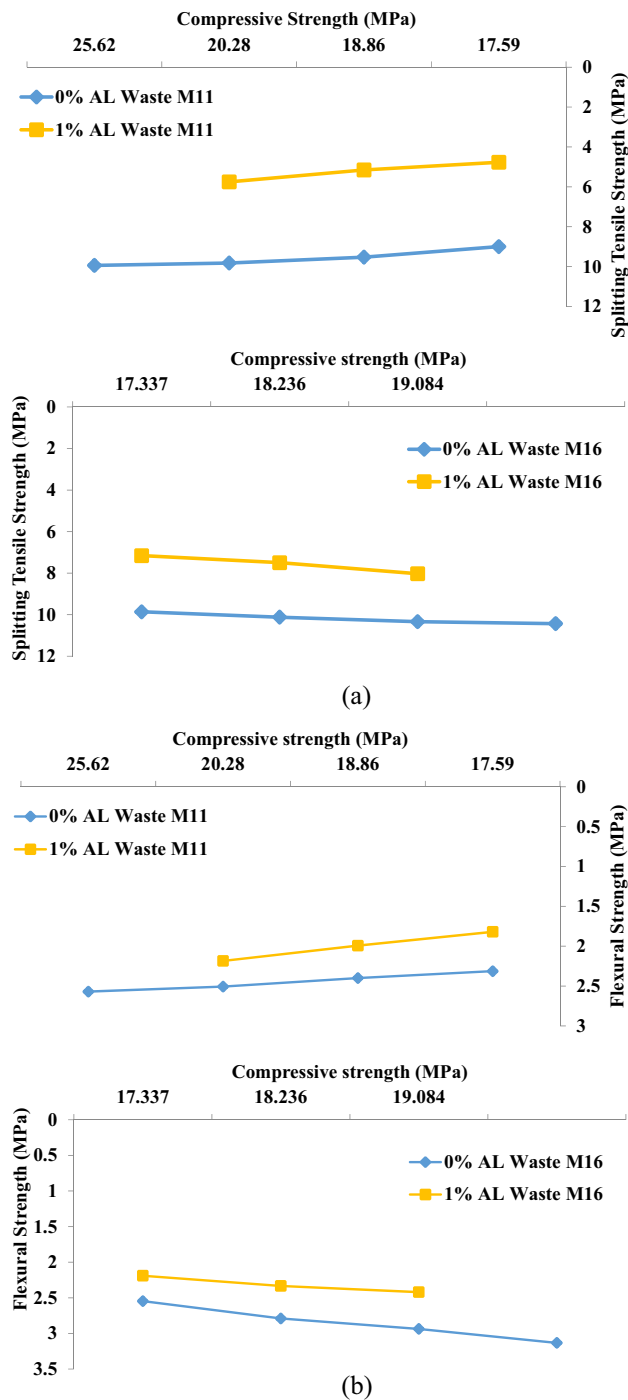 Compressive Strength (MPa)
25.62 20.28 18.86 17.59
0
2
4
6
8
10
12
Splitting Tensile Strength (MPa)
0% AL Waste M11
1% AL Waste M11
Compressive strength (MPa)
17.337 18.236 19.084
0
2
4
6
8
10
12
Splitting Tensile Strength (MPa)
0% AL Waste M16
1% AL Waste M16
(a)
Compressive strength (MPa)
25.62 20.28 18.86 17.59
0
0.5
1
1.5
2
2.5
3
Flexural Strength (MPa)
0% AL Waste M11
1% AL Waste M11
Compressive strength (MPa)
17.337 18.236 19.084
0
0.5
1
1.5
2
2.5
3
3.5
Flexural Strength (MPa)
0% AL Waste M16
1% AL Waste M16
(b)